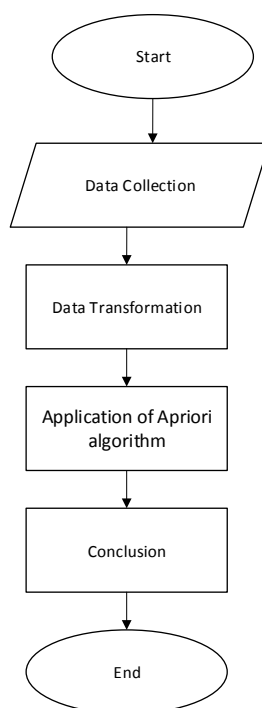 Start
Data Collection
Data Transformation
Application of Apriori
algorithm
Conclusion
End